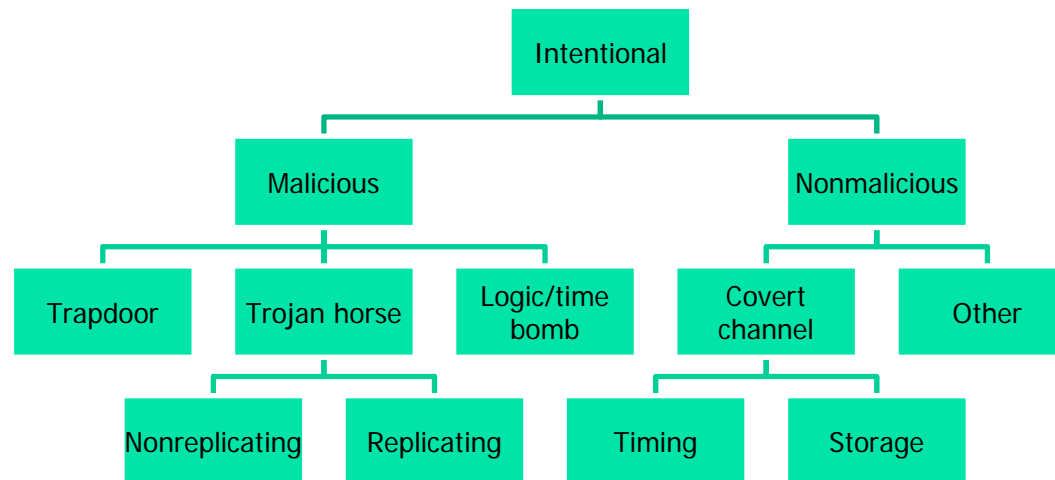 Intentional
Malicious
Nonmalicious
Trapdoor
Trojan horse
Logic/time
bomb
Covert
channel
Other
Nonreplicating
Replicating
Timing
Storage